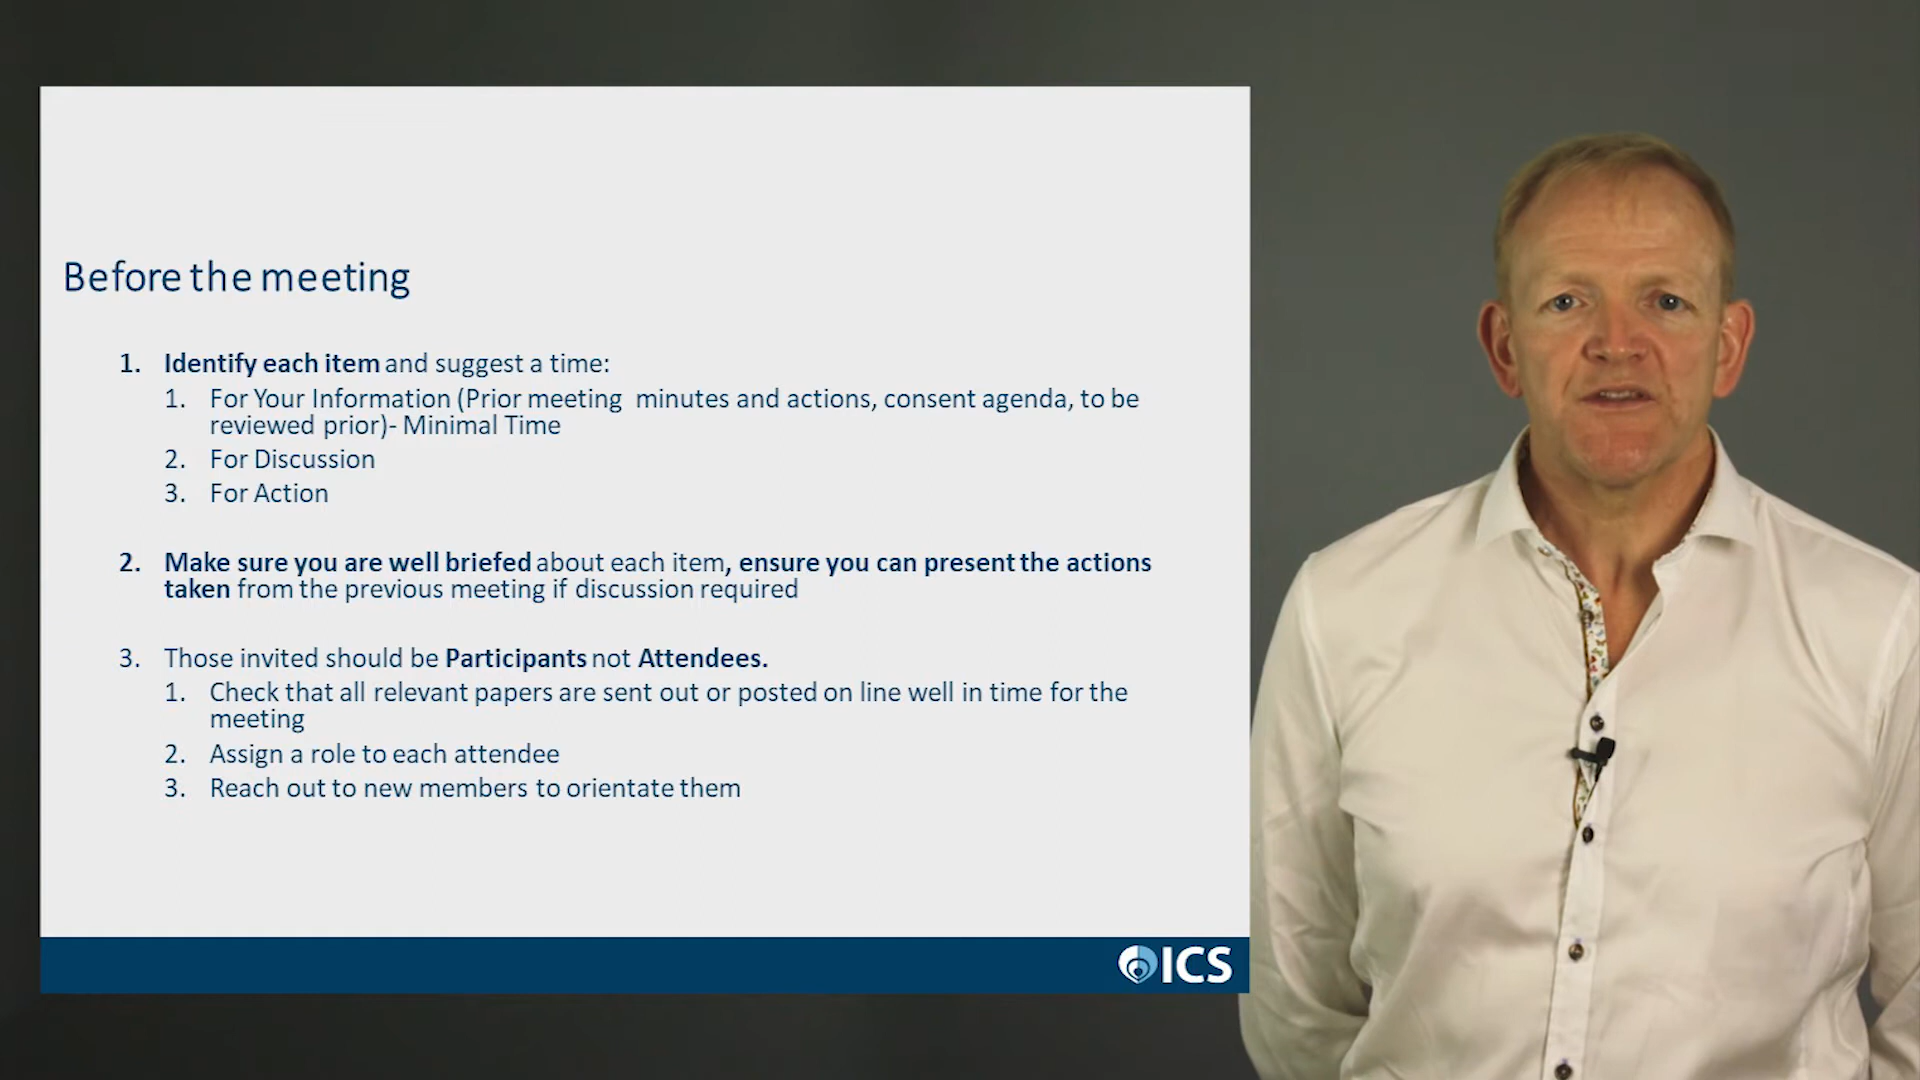 Before the meeting
1. Identify each item and suggest a time:
1. For Your Information (Prior meeting minutes and actions, consent agenda, to be
reviewed prior)- Minimal Time
2. For Discussion
3. For Action
2. Make sure you are well briefed about each item, ensure you can present the actions
taken from the previous meeting if discussion required
3. Those invited should be Participants not Attendees.
1. Check that all relevant papers are sent out or posted on line well in time for the
meeting
2. Assign a role to each attendee
3. Reach out to new members to orientate them
ICS